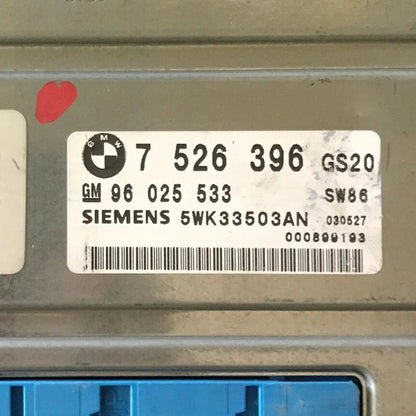 BMW 7 526 396 GS20
GM 96 025 533 SW86
SIEMENS 5WK33503AN 030527
000899193